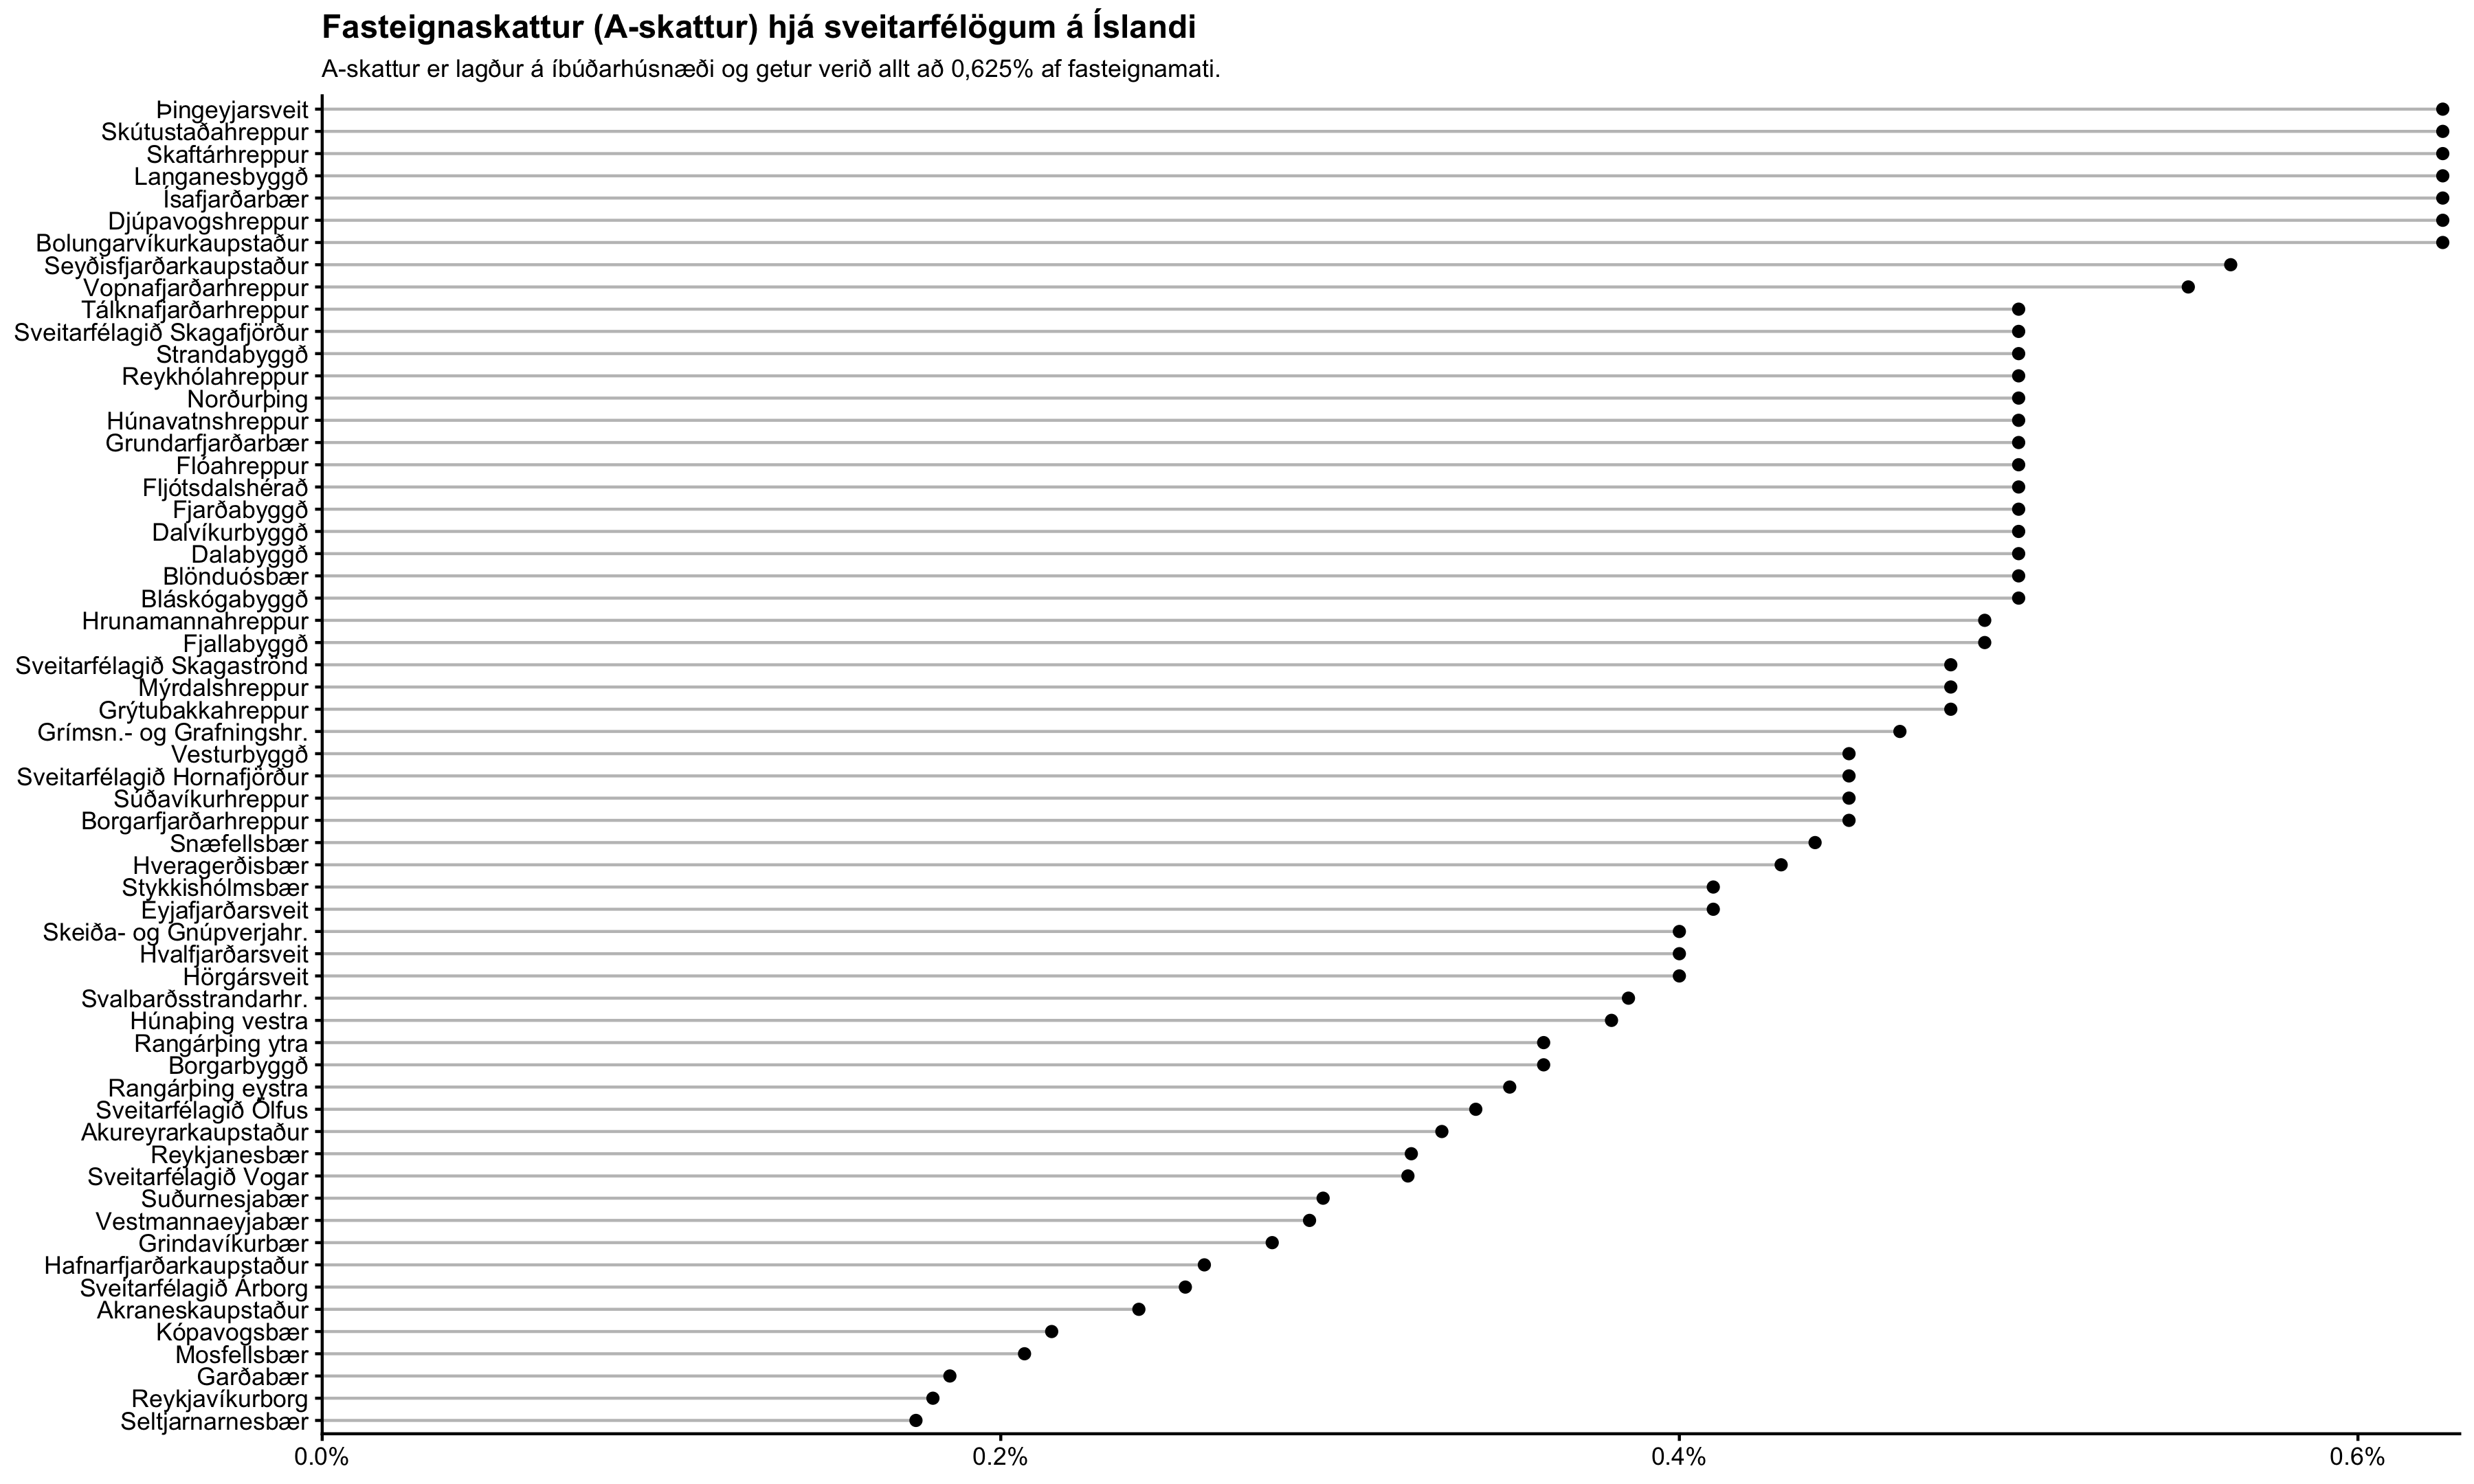 Fasteignaskattur (A-skattur) hjá sveitarfélögum á Íslandi
A-skattur er lagður á íbúðarhúsnæði og getur verið allt að 0,625% af fasteignamati.
Þingeyjarsveit
Skútustaðahreppur
Skaftárhreppur
Langanesbyggð
Ísafjarðarbær
Djúpavogshreppur
Bolungarvíkurkaupstaður
Seyðisfjarðarkaupstaður
Vopnafjarðarhreppur
Tálknafjarðarhreppur
Sveitarfélagið Skagafjörður
Strandabyggð
Reykhólahreppur
Norðurþing
Húnavatnshreppur
Grundarfjarðarbær
Flóahreppur
Fljótsdalshérað
Fjarðabyggð
Dalvíkurbyggð
Dalabyggð
Blönduósbær
Bláskógabyggð
Hrunamannahreppur
Fjallabyggð
Sveitarfélagið Skagaströnd
Mýrdalshreppur
Grýtubakkahreppur
Grímsn.- og Grafningshr.
Vesturbyggð
Sveitarfélagið Hornafjörður
Súðavíkurhreppur
Borgarfjarðarhreppur
Snæfellsbær
Hveragerðisbær
Stykkishólmsbær
Eyjafjarðarsveit
Skeiða- og Gnúpverjahr.
Hvalfjarðarsveit
Hörgársveit
Svalbarðsstrandarhr.
Húnaþing vestra
Rangárþing ytra
Borgarbyggð
Rangárþing eystra
Sveitarfélagið Ölfus
Akureyrarkaupstaður
Reykjanesbær
Sveitarfélagið Vogar
Suðurnesjabær
Vestmannaeyjabær
Grindavíkurbær
Hafnarfjarðarkaupstaður
Sveitarfélagið Árborg
Akraneskaupstaður
Kópavogsbær
Mosfellsbær
Garðabær
Reykjavíkurborg
Seltjarnarnesbær
0.0% 0.2% 0.4% 0.6%